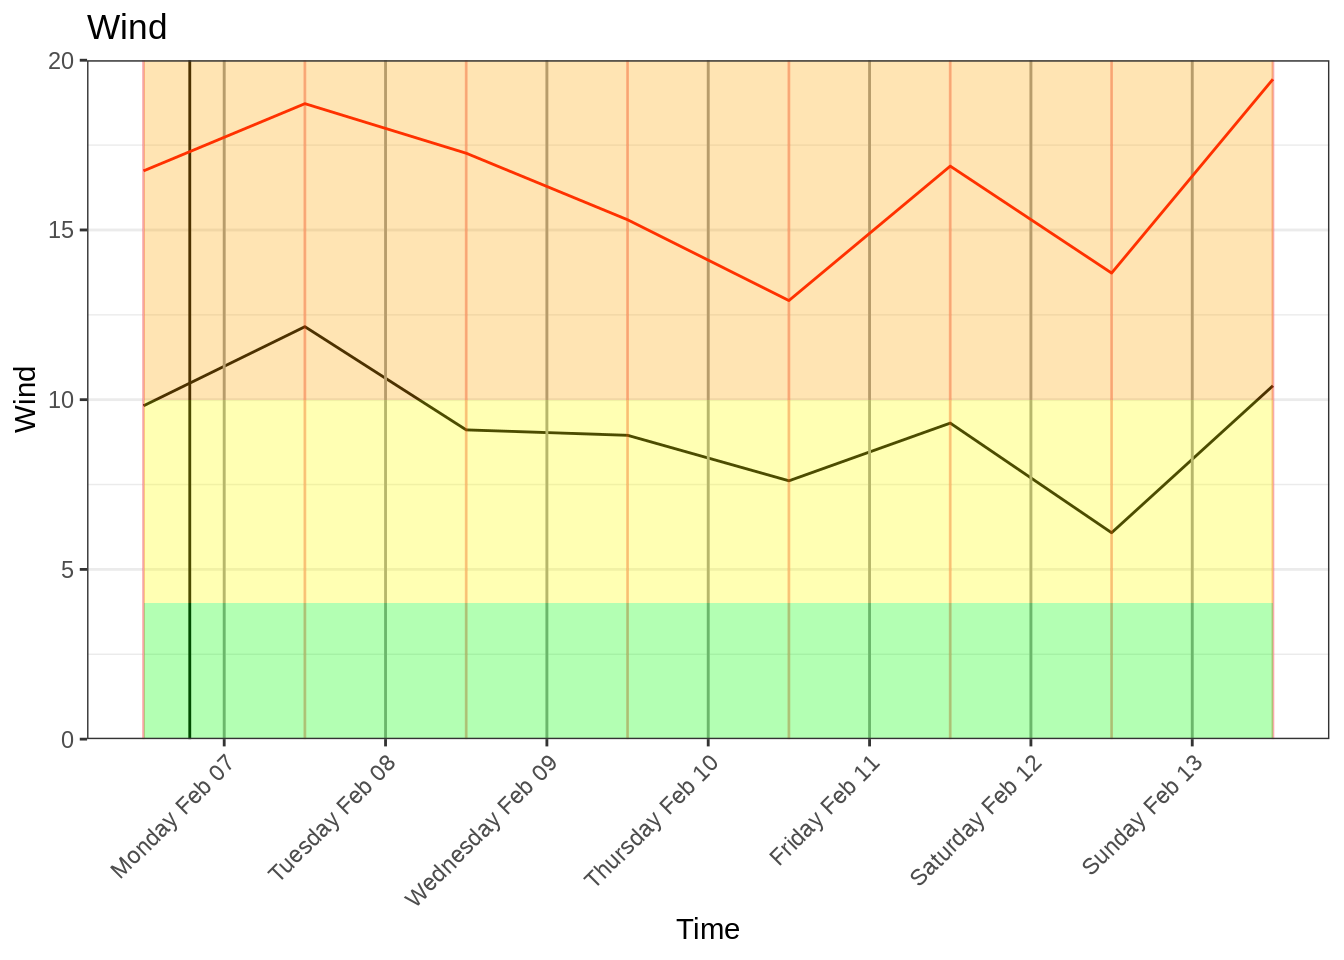 Wind
20
15
10
5
0
Wind
Monday Feb 07
Tuesday Feb 08
Wednesday Feb 09
Thursday Feb 10
Friday Feb 11
Saturday Feb 12
Sunday Feb 13
Time